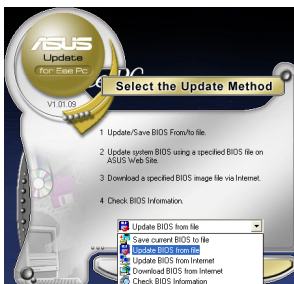 ASUS
Update
for Eee Pc
PC
Select the Update Method
V1.01.09
1 Update/Save BIOS From/to file.
2 Update system BIOS using a specified BIOS file on
ASUS Web Site.
3 Download a specified BIOS image file via Internet.
4 Check BIOS Information.
Update BIOS from file
Save current BIOS to file
Update BIOS from file
Update BIOS from Internet
Download BIOS from Internet
Check BIOS Information